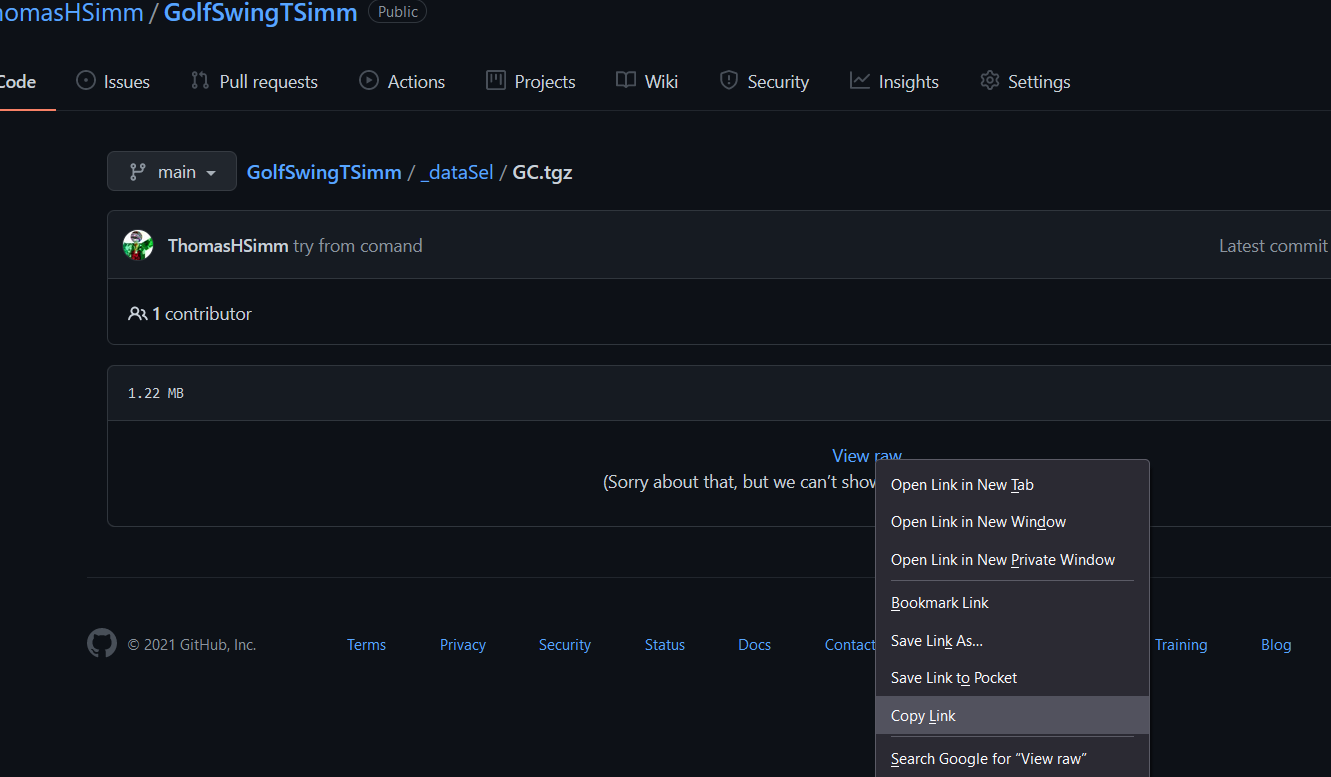 homasHSimm / GolfSwingTSimm Public
Code Issues Pull requests Actions Projects Wiki Security Insights Settings
main GolfSwingTSimm / _dataSel / GC.tgz
ThomasHSimm try from comand Latest commit
1 contributor
1.22 MB
View raw
(Sorry about that, but we can't show
Open Link in New Tab
Open Link in New Window
Open Link in New Private Window
Bookmark Link
Save Link As...
Save Link to Pocket
Copy Link
Search Google for “View raw”
© 2021 GitHub, Inc. Terms Privacy Security Status Docs Contact Training Blog